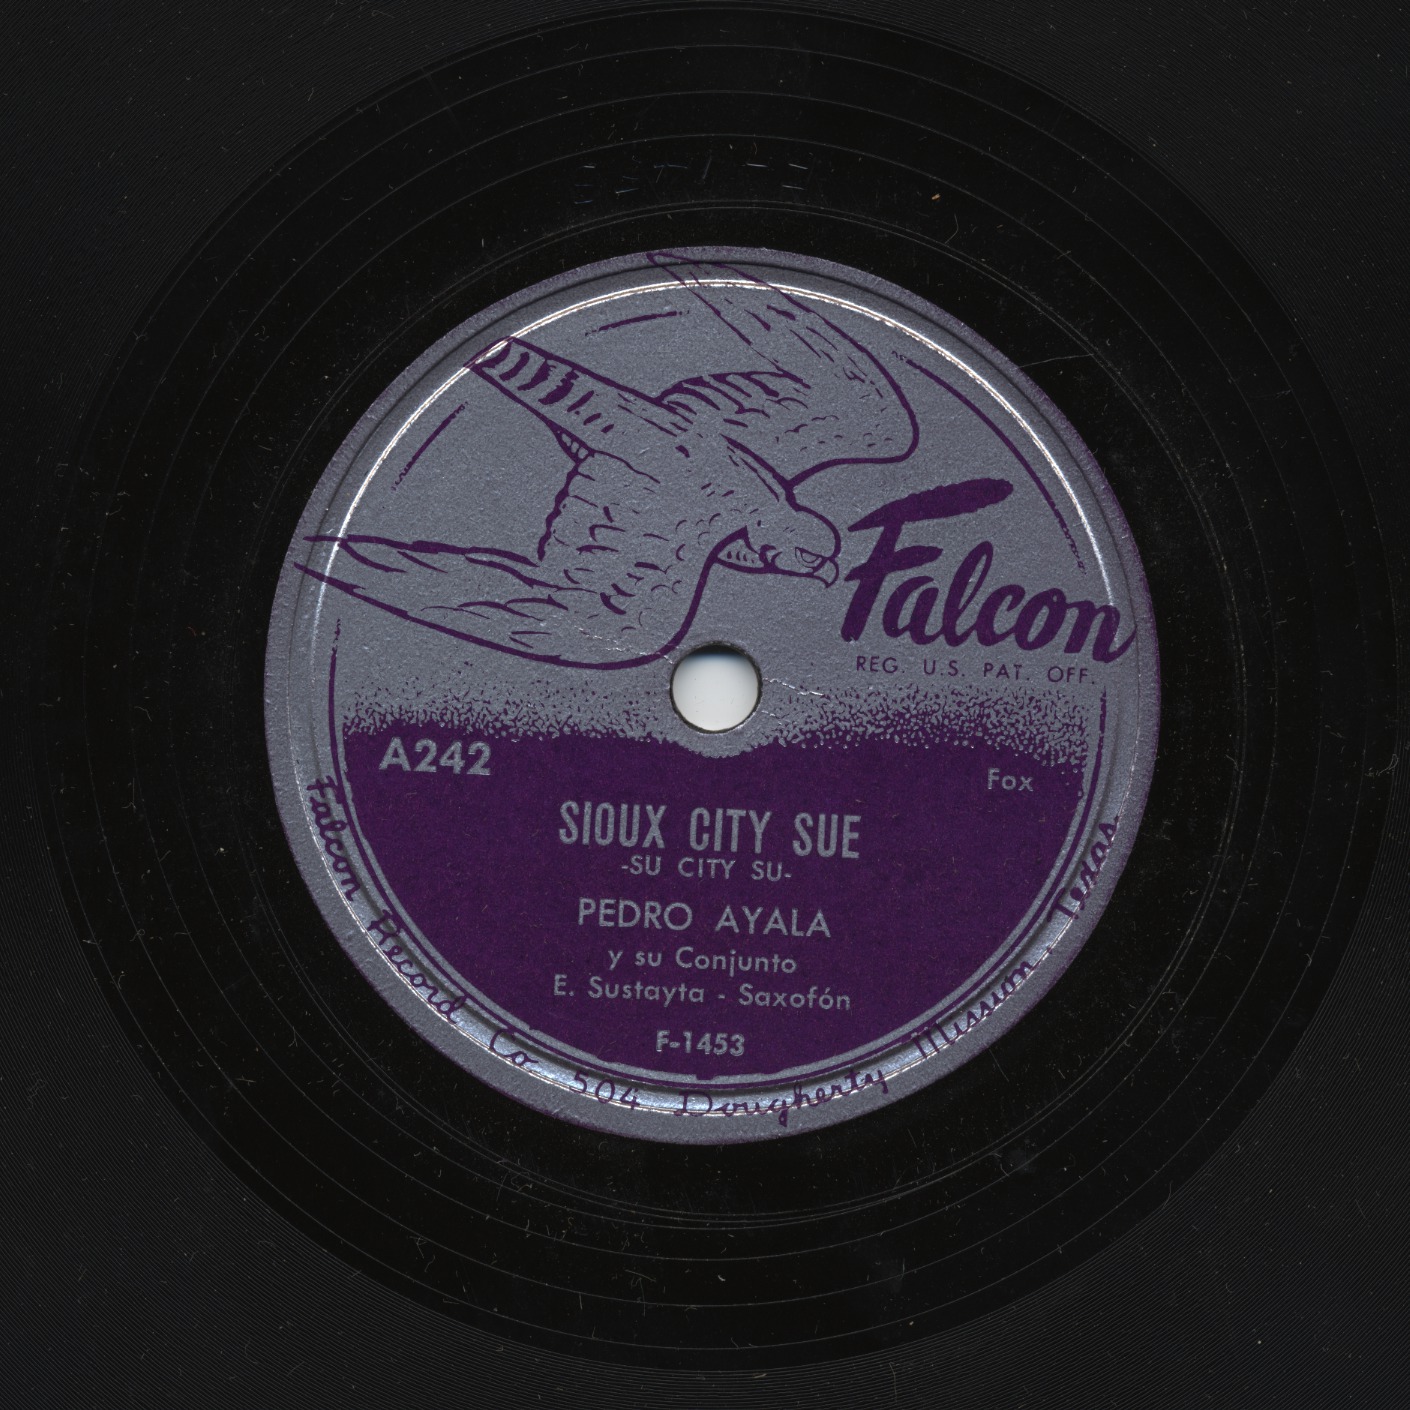 Falcon
REG. U.S. PAT. OFF.
A242
Fox
SIOUX CITY SUE
-SU CITY SU-
PEDRO AYALA
y su Conjunto
E. Sustayta - Saxofón
F-1453
Falcon Record Co 504 Dougherty Mission Texas